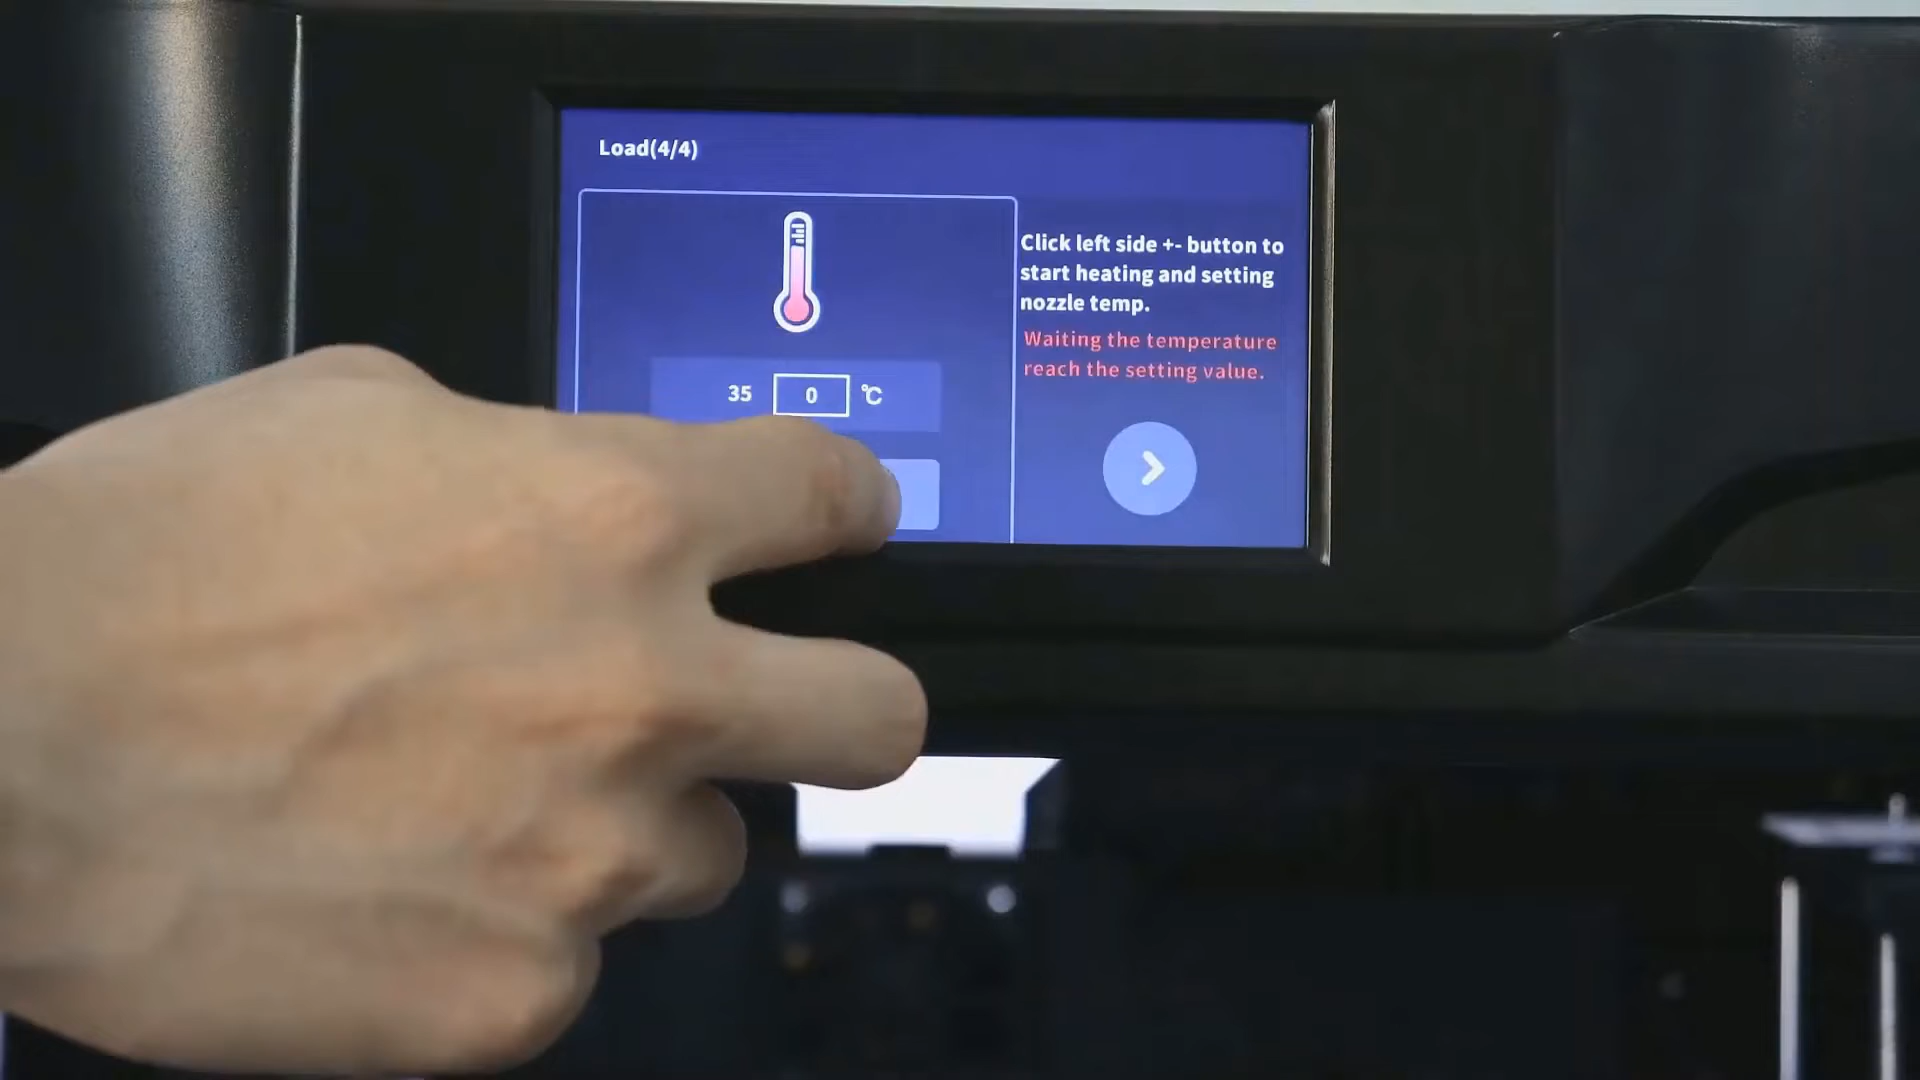 Load(4/4)
35 0 ℃
Click left side +- button to
start heating and setting
nozzle temp.
Waiting the temperature
reach the setting value.